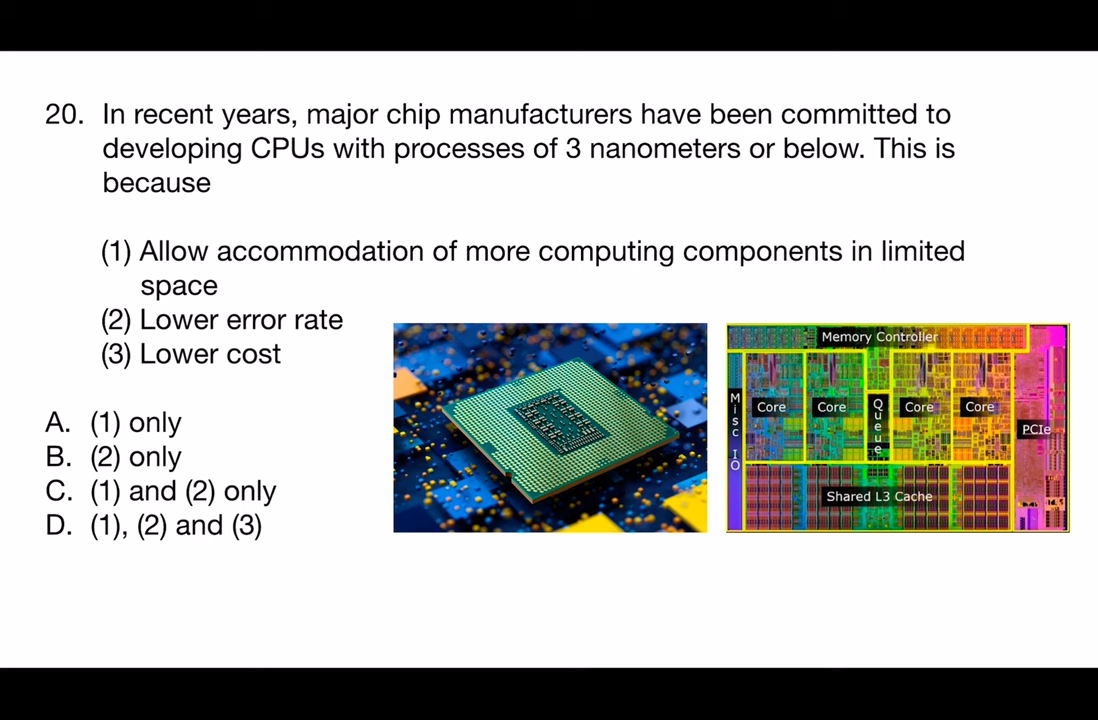 20. In recent years, major chip manufacturers have been committed to
developing CPUs with processes of 3 nanometers or below. This is
because
(1) Allow accommodation of more computing components in limited
space
(2) Lower error rate
(3) Lower cost
A. (1) only
B. (2) only
C. (1) and (2) only
D. (1), (2) and (3)
Memory Controller
Misc IO
Core
Core
Queue
Core
Core
PCIe
Shared L3 Cache